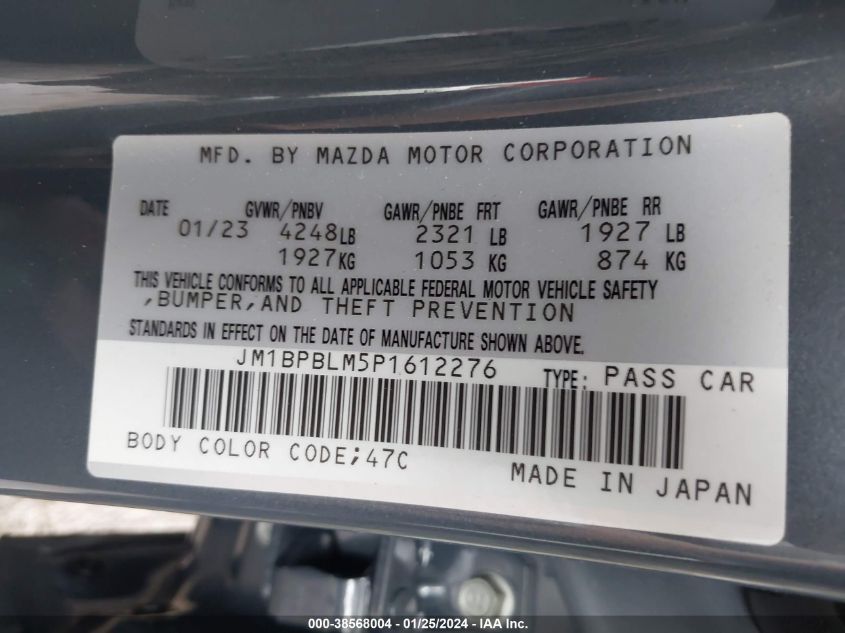 MFD. BY MAZDA MOTOR CORPORATION
DATE GVWR/PNBV GAWR/PNBE FRT GAWR/PNBE RR
01/23 4248LB 2321 LB 1927 LB
1927KG 1053 KG 874 KG
THIS VEHICLE CONFORMS TO ALL APPLICABLE FEDERAL MOTOR VEHICLE SAFETY
,BUMPER,AND THEFT PREVENTION
STANDARDS IN EFFECT ON THE DATE OF MANUFACTURE SHOWN ABOVE.
JM1BPBLM5P1612276 TYPE: PASS CAR
BODY COLOR CODE;47C
MADE IN JAPAN
000-38568004 - 01/25/2024 - IAA Inc.